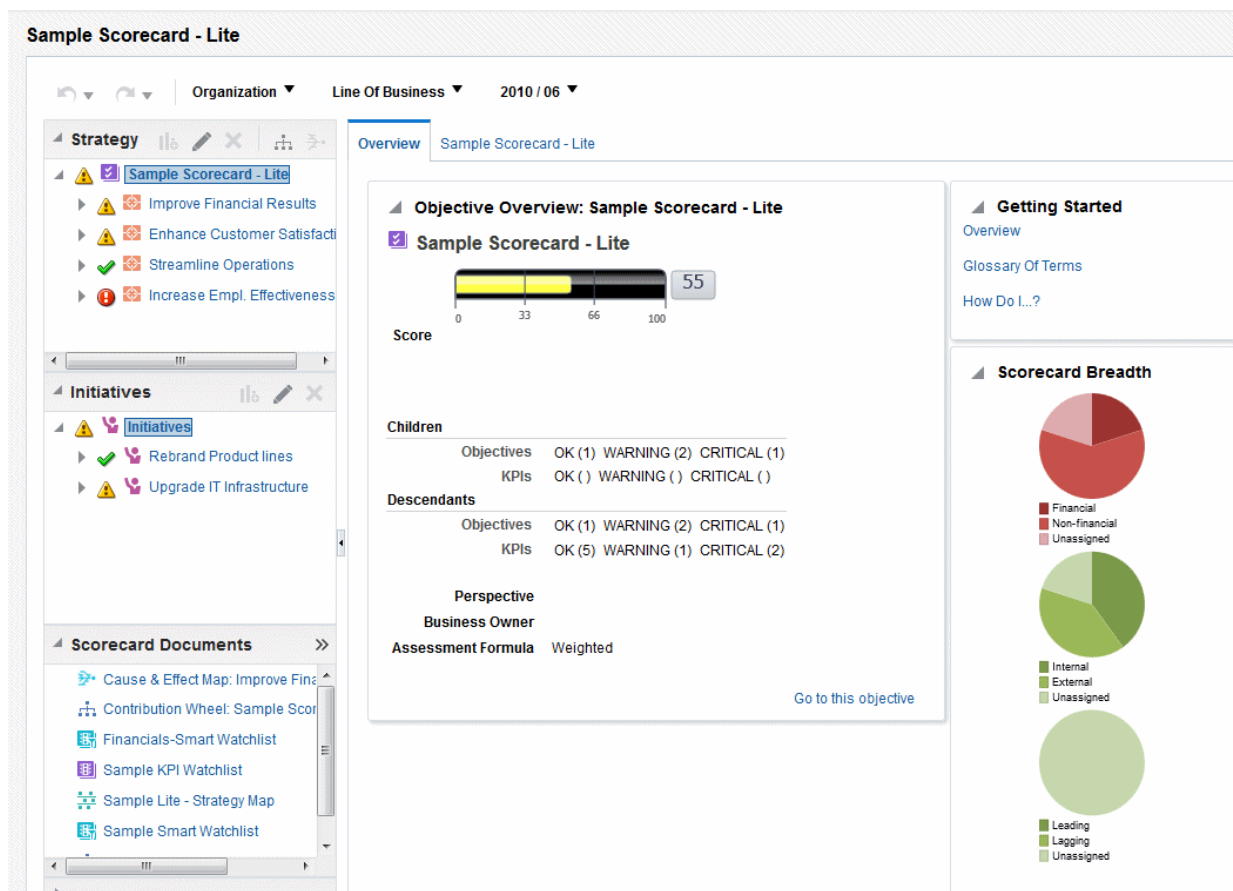 Sample Scorecard - Lite
Organization
Line Of Business
2010 / 06
Strategy
Sample Scorecard - Lite
Improve Financial Results
Enhance Customer Satisfacti
Streamline Operations
Increase Empl. Effectiveness
Initiatives
Initiatives
Rebrand Product lines
Upgrade IT Infrastructure
Scorecard Documents
Cause & Effect Map: Improve Fina
Contribution Wheel: Sample Scor
Financials-Smart Watchlist
Sample KPI Watchlist
Sample Lite - Strategy Map
Sample Smart Watchlist
Overview
Sample Scorecard - Lite
Objective Overview: Sample Scorecard - Lite
Sample Scorecard - Lite
55
0 33 66 100
Score
Children
Objectives OK (1) WARNING (2) CRITICAL (1)
KPIs OK ( ) WARNING ( ) CRITICAL ( )
Descendants
Objectives OK (1) WARNING (2) CRITICAL (1)
KPIs OK (5) WARNING (1) CRITICAL (2)
Perspective
Business Owner
Assessment Formula Weighted
Go to this objective
Getting Started
Overview
Glossary Of Terms
How Do I...?
Scorecard Breadth
Financial
Non-financial
Unassigned
Internal
External
Unassigned
Leading
Lagging
Unassigned